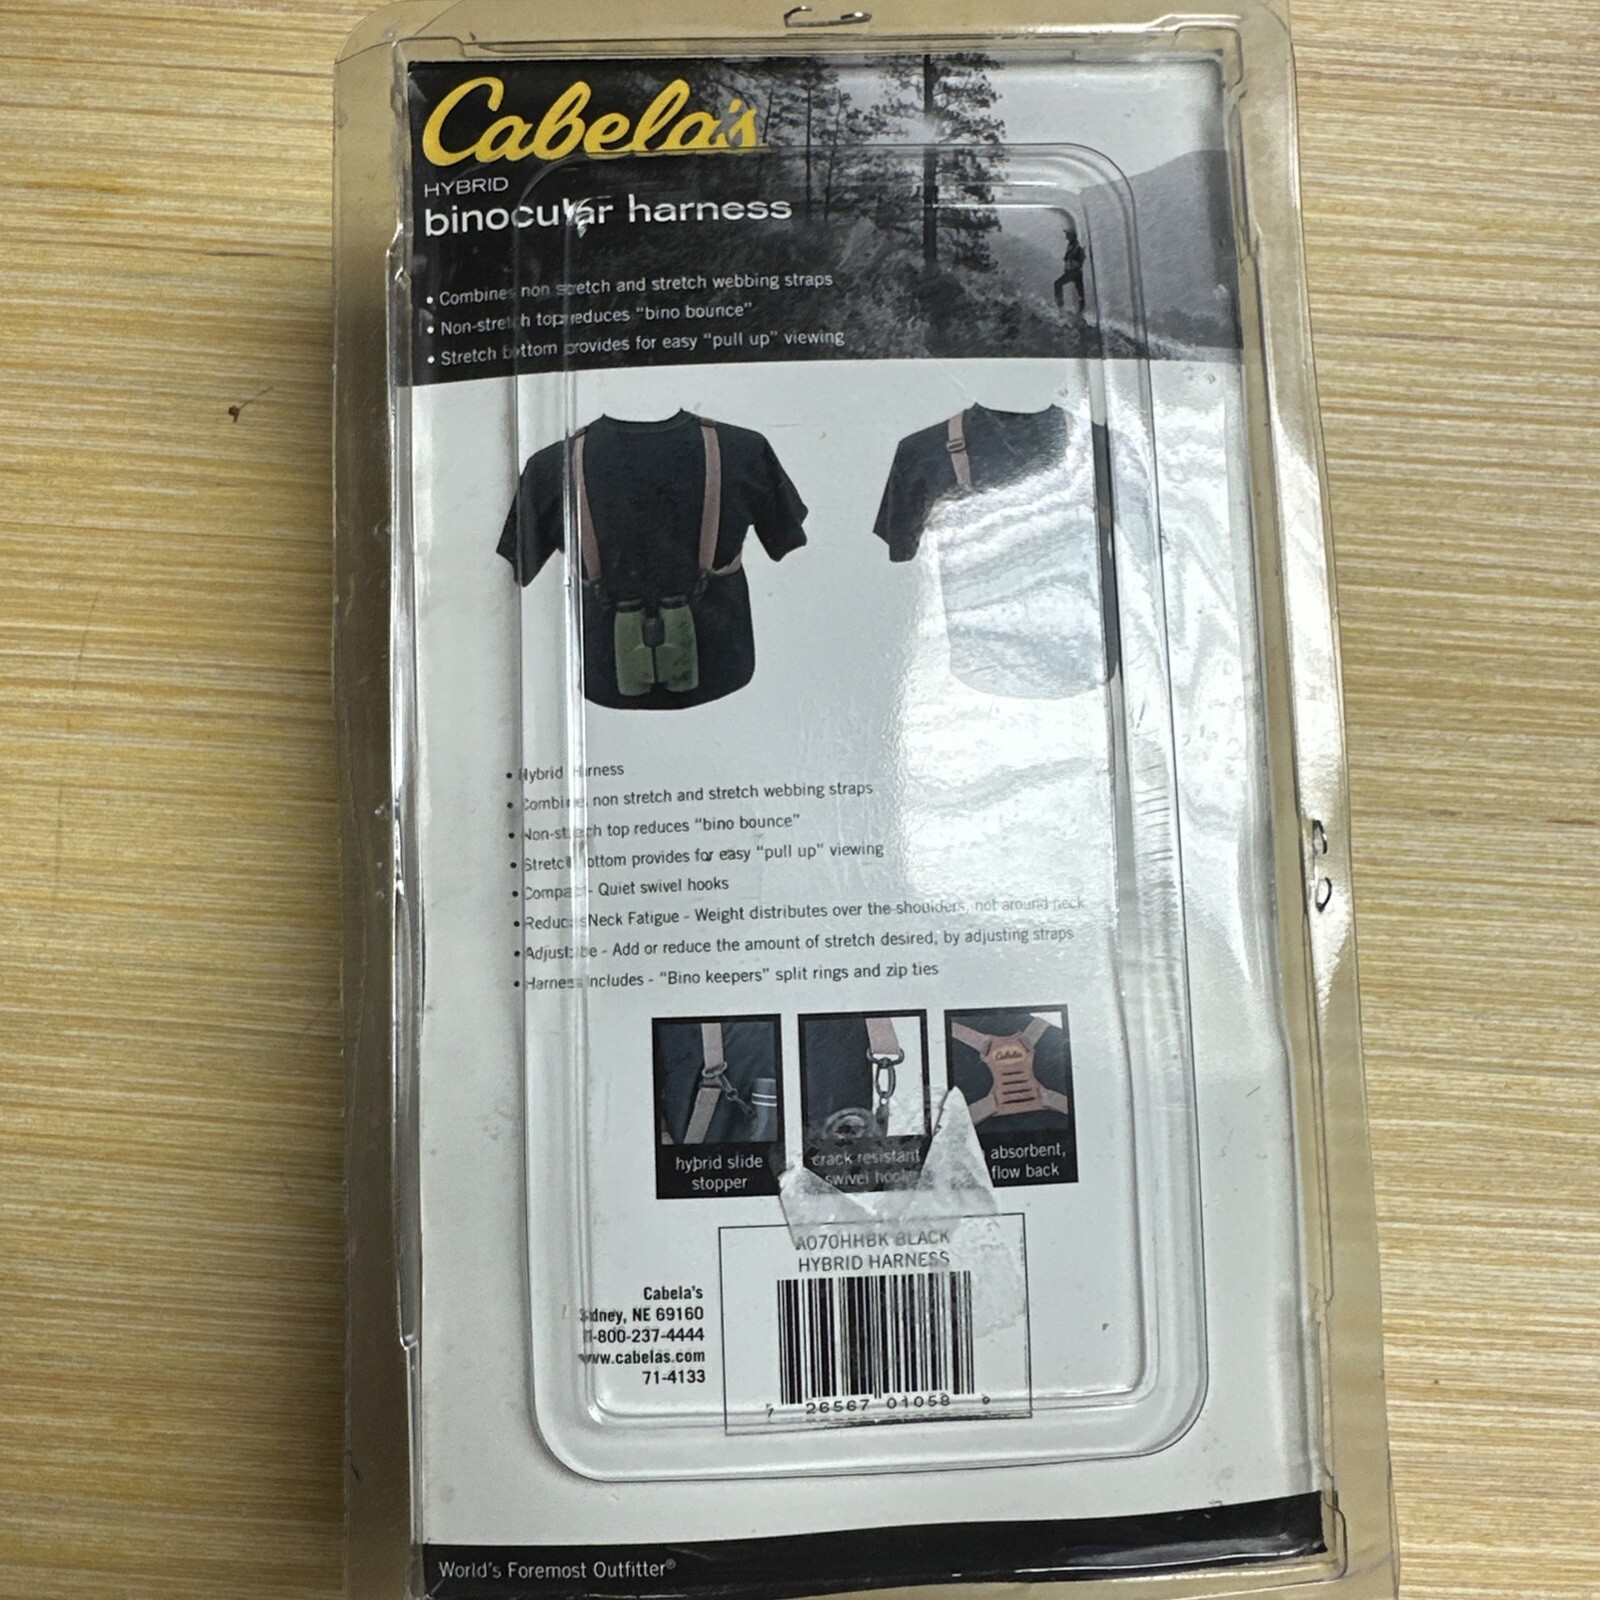 Cabela's
HYBRID
binocular harness
• Combines non stretch and stretch webbing straps
• Non-stretch top reduces “bino bounce”
• Stretch bottom provides for easy “pull up” viewing
• Hybrid Harness
• Combines non stretch and stretch webbing straps
• Non-stretch top reduces “bino bounce”
• Stretch bottom provides for easy “pull up” viewing
• Compact - Quiet swivel hooks
• Reduces Neck Fatigue - Weight distributes over the shoulders, not around neck
• Adjustable - Add or reduce the amount of stretch desired, by adjusting straps
• Harness includes - “Bino keepers” split rings and zip ties
Cabela's
hybrid slide
stopper
crack resistant
swivel hook
absorbent,
flow back
A070HHBK BLACK
HYBRID HARNESS
Cabela's
Sidney, NE 69160
1-800-237-4444
www.cabelas.com
71-4133
7 26567 01058 9
World's Foremost Outfitter®